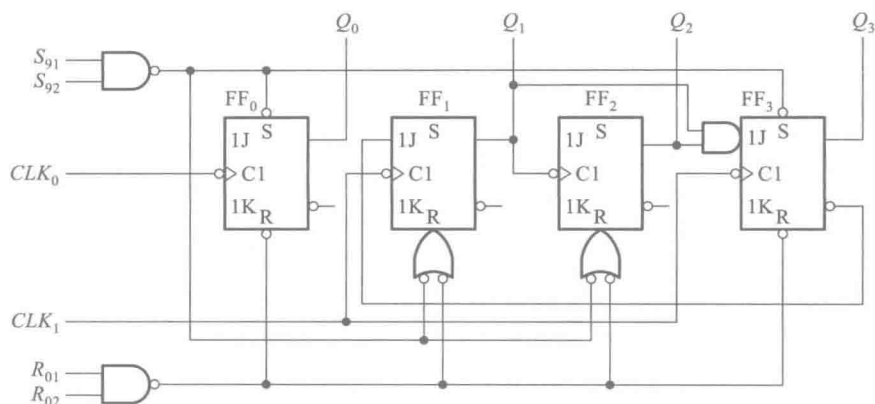 Q0 Q1 Q2 Q3
S91
S92
FF0 FF1 FF2 FF3
S S S S
1J 1J 1J 1J
CLK0 C1 C1 C1 C1
1K 1K 1K 1K
R R R R
CLK1
R01
R02